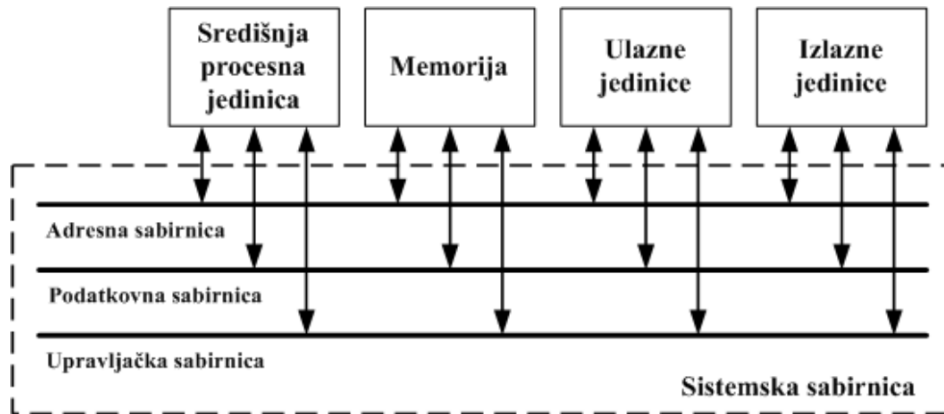 Središnja
procesna
jedinica
Memorija
Ulazne
jedinice
Izlazne
jedinice
Adresna sabirnica
Podatkovna sabirnica
Upravljačka sabirnica
Sistemska sabirnica